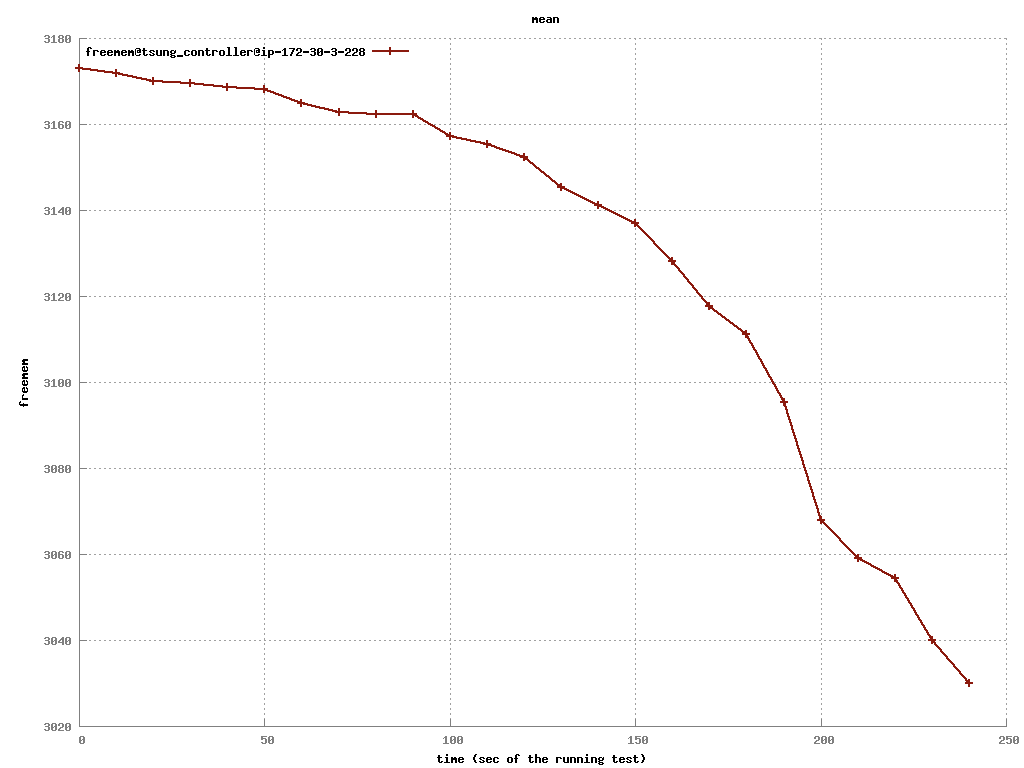 mean
3180
freemem@tsung_controller@ip-172-30-3-228
3160
3140
3120
3100
3080
3060
3040
3020
freemem
0 50 100 150 200 250
time (sec of the running test)